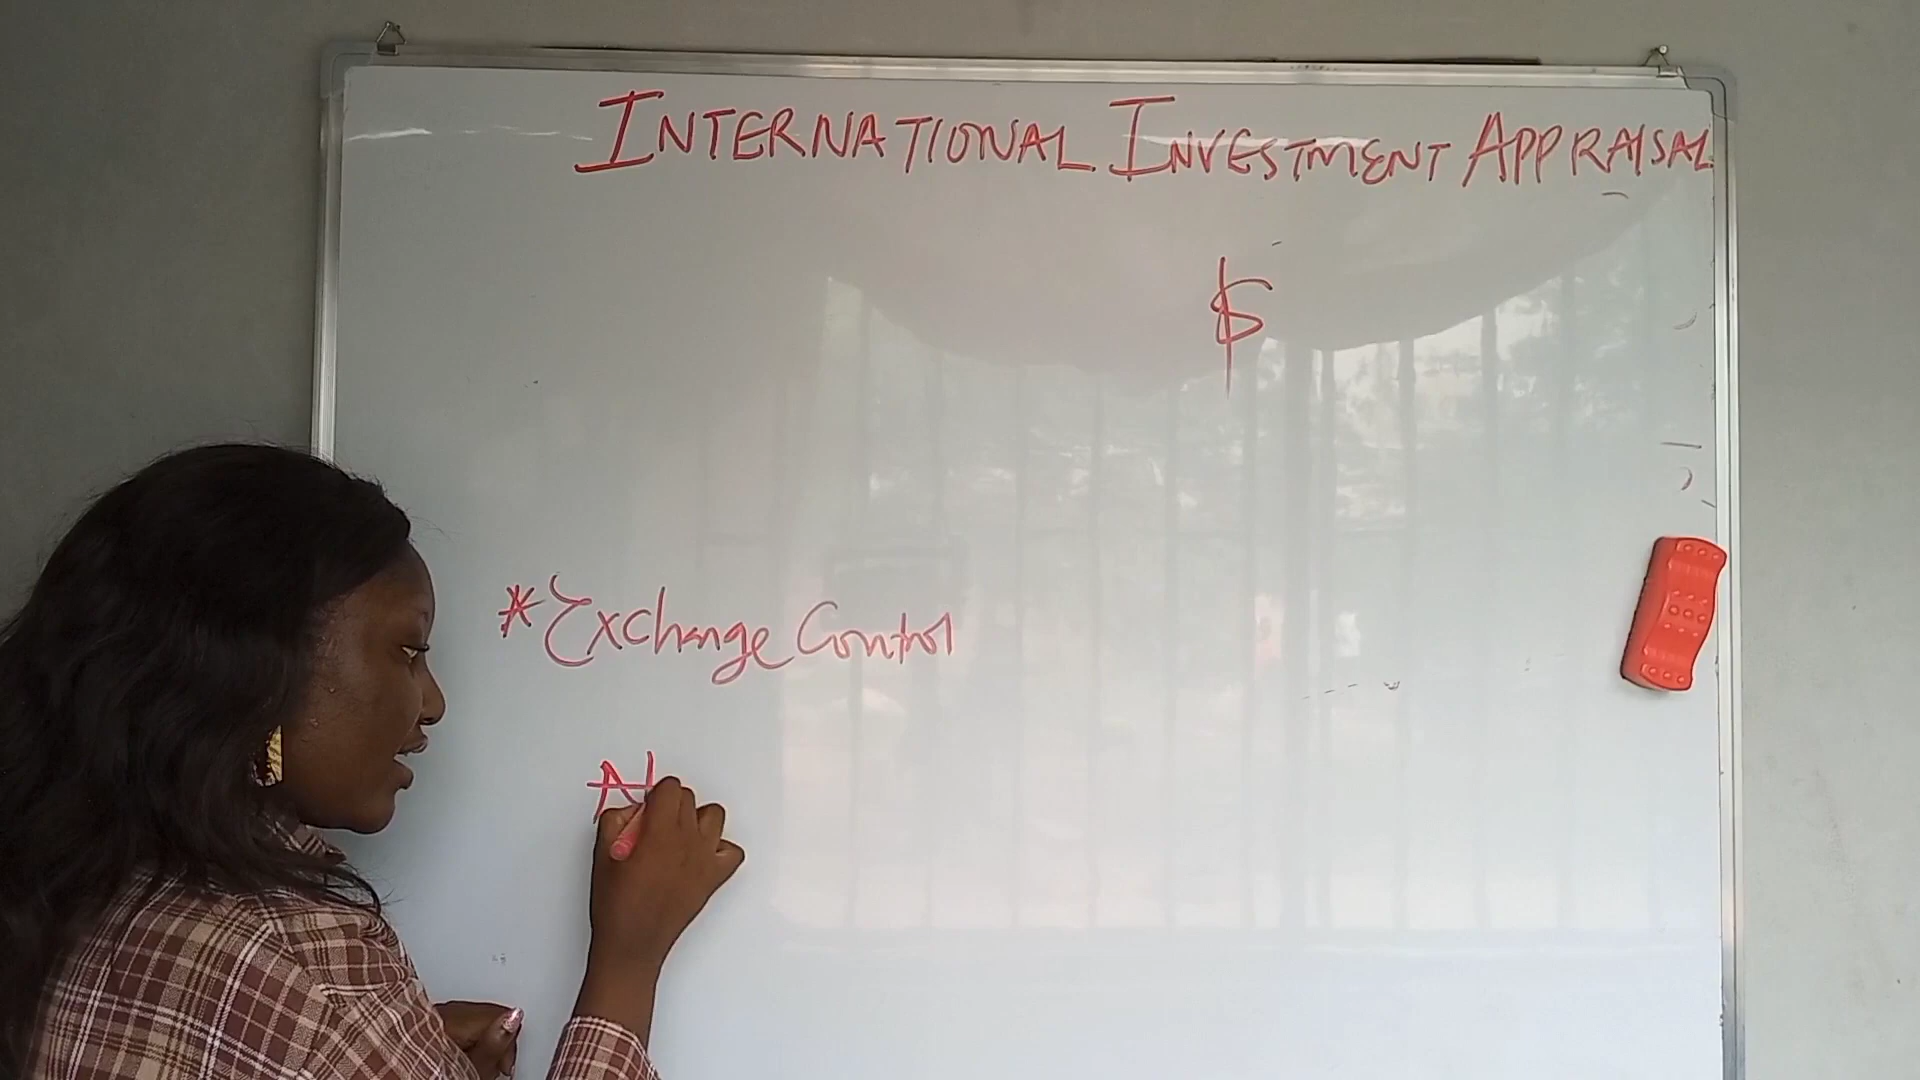 INTERNATIONAL INVESTMENT APPRAISAL
$
*Exchange Control
₦